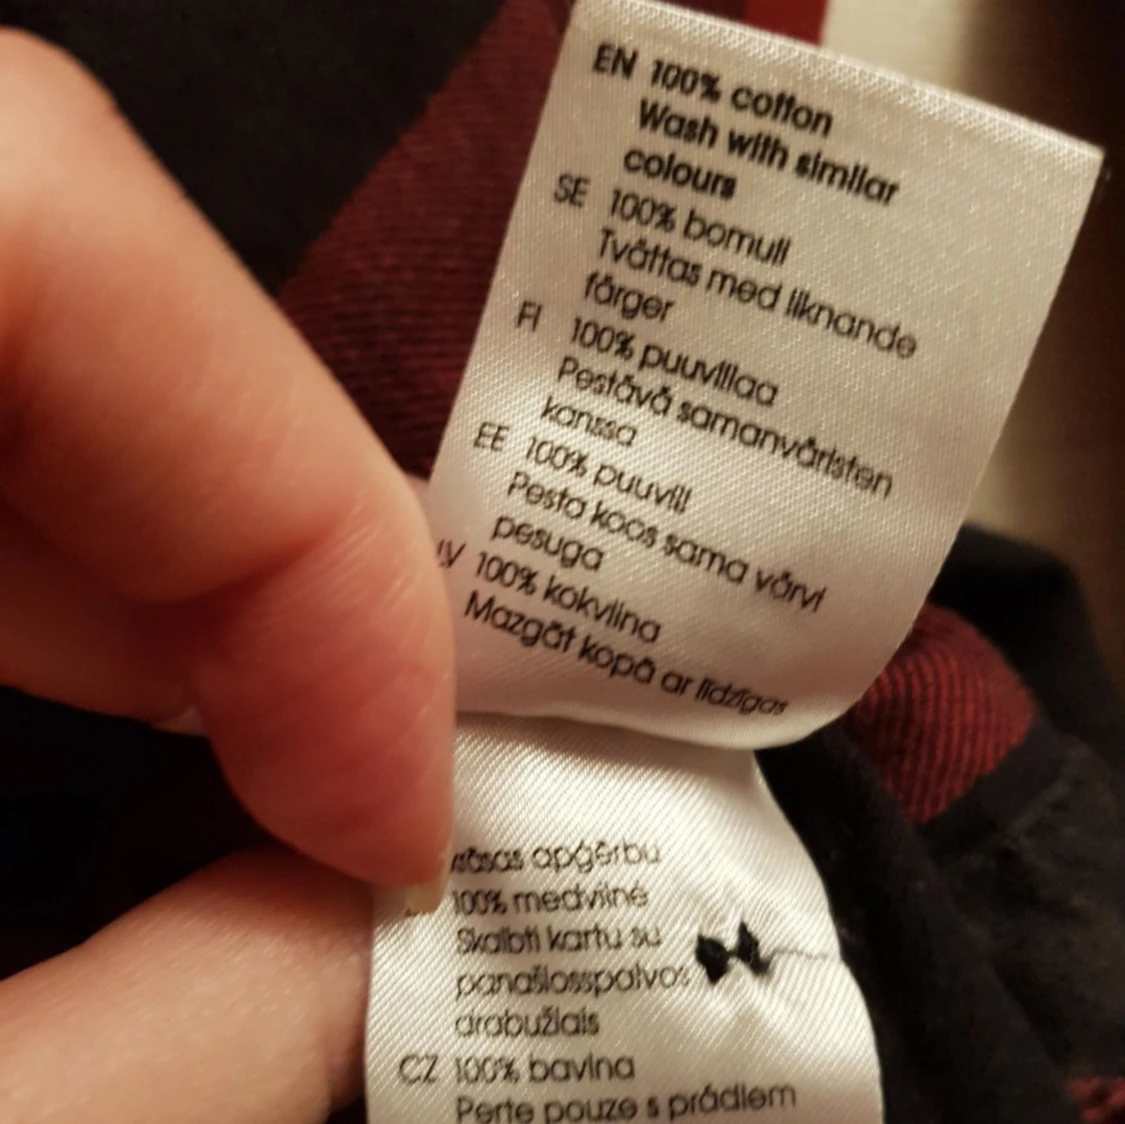 EN 100% cotton
Wash with similar
colours
SE 100% bomull
Tvättas med liknande
färger
FI 100% puuvillaa
Pestävä samanväristen
kanssa
EE 100% puuvill
Pesta koos sama värvi
pesuga
LV 100% kokvilna
Mazgāt kopā ar līdzīgas
krāsas apģērbu
100% medvilnė
Skalbti kartu su
panašiosspalvos
drabužiais
CZ 100% bavlna
Perte pouze s prádlem